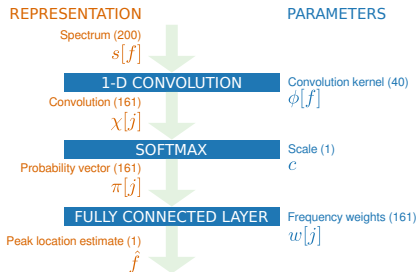 REPRESENTATION PARAMETERS
Spectrum (200)
s[f]
1-D CONVOLUTION Convolution kernel (40)
Convolution (161) ϕ[f]
χ[j]
SOFTMAX Scale (1)
Probability vector (161) c
π[j]
FULLY CONNECTED LAYER Frequency weights (161)
Peak location estimate (1) w[j]
f̂